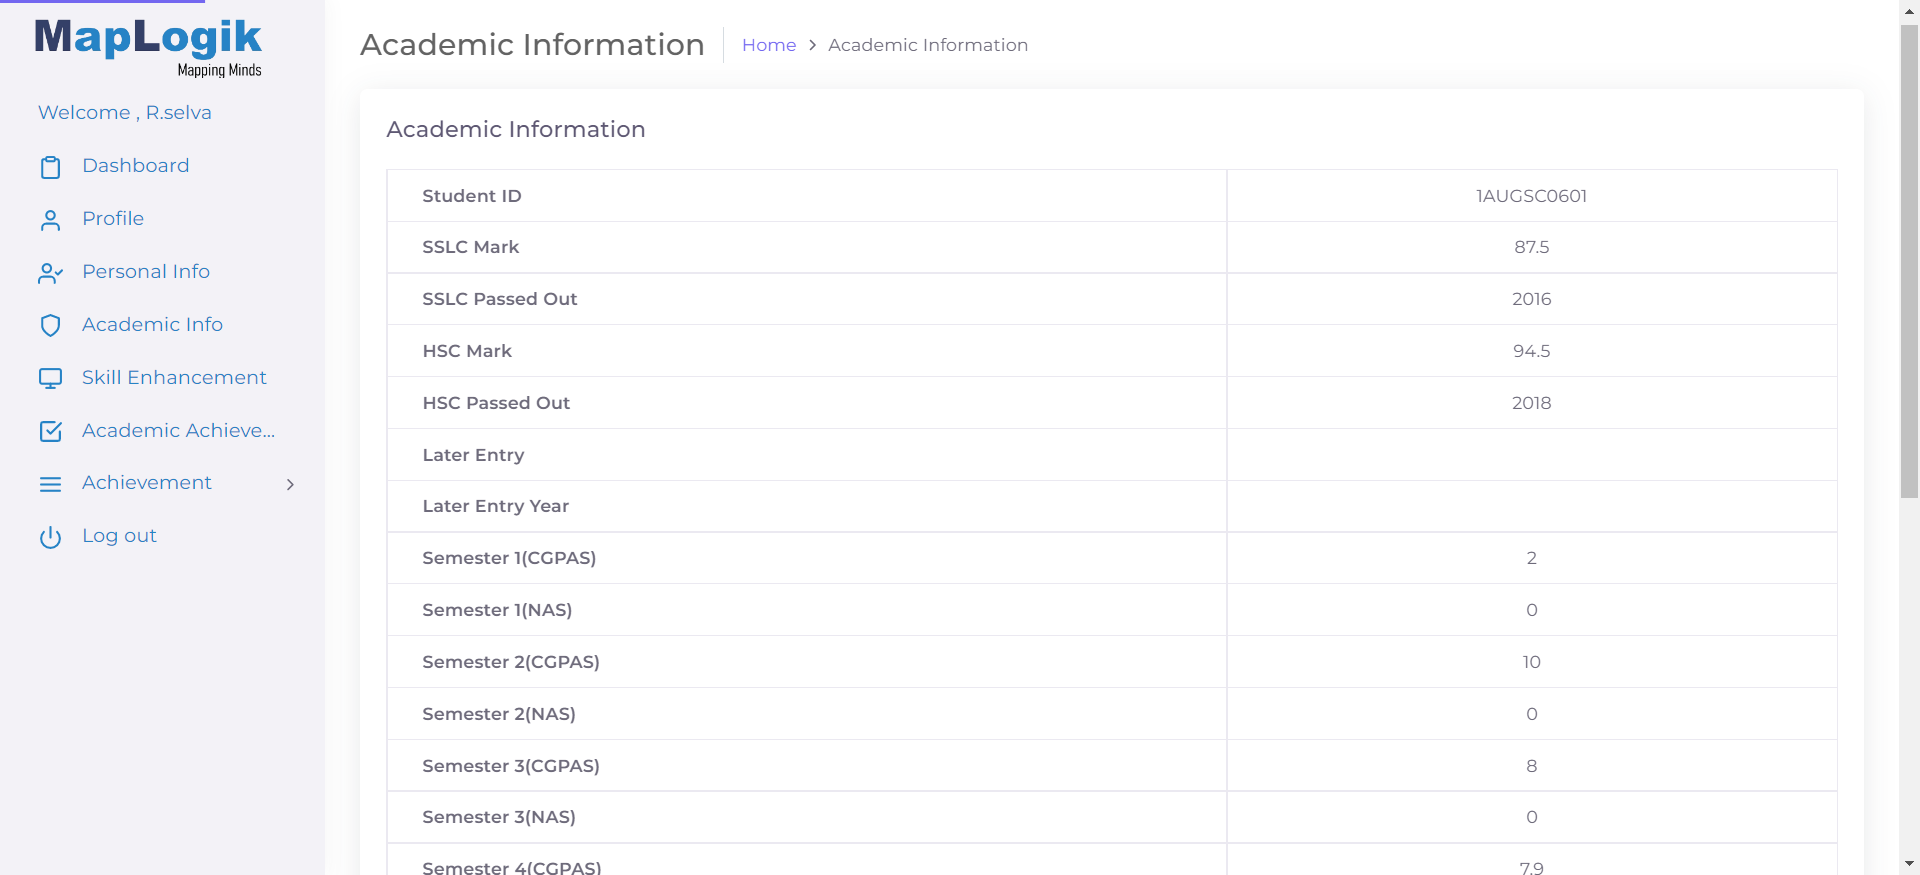 MapLogik
Mapping Minds
Welcome , R.selva
Dashboard
Profile
Personal Info
Academic Info
Skill Enhancement
Academic Achieve...
Achievement
Log out
Academic Information
Home > Academic Information
Academic Information
Student ID 1AUGSC0601
SSLC Mark 87.5
SSLC Passed Out 2016
HSC Mark 94.5
HSC Passed Out 2018
Later Entry
Later Entry Year
Semester 1(CGPAS) 2
Semester 1(NAS) 0
Semester 2(CGPAS) 10
Semester 2(NAS) 0
Semester 3(CGPAS) 8
Semester 3(NAS) 0
Semester 4(CGPAS) 7.9